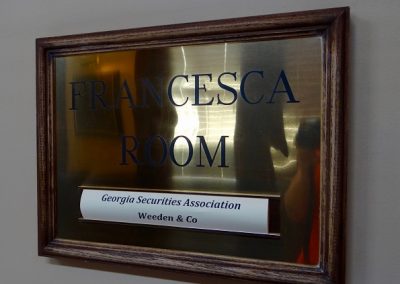 FRANCESCA
ROOM
Georgia Securities Association
Weeden & Co